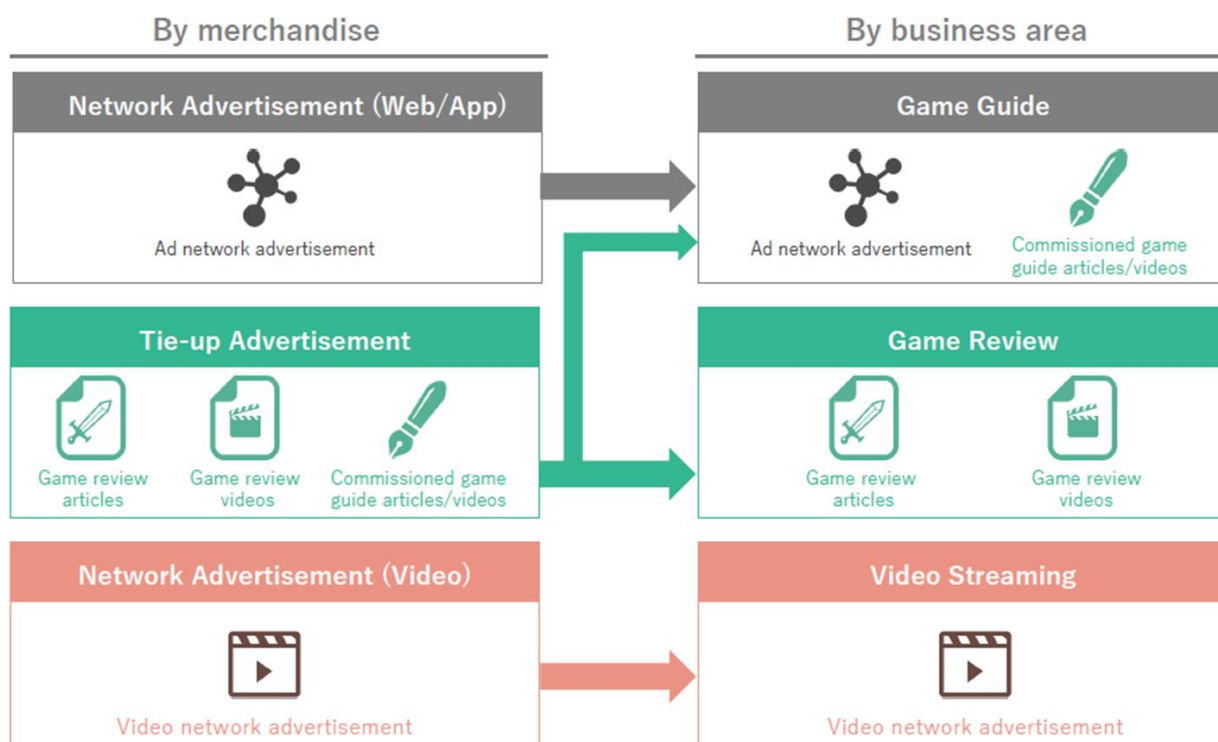 By merchandise
By business area
Network Advertisement (Web/App)
Ad network advertisement
Game Guide
Ad network advertisement
Commissioned game
guide articles/videos
Tie-up Advertisement
Game review
articles
Game review
videos
Commissioned game
guide articles/videos
Game Review
Game review
articles
Game review
videos
Network Advertisement (Video)
Video network advertisement
Video Streaming
Video network advertisement